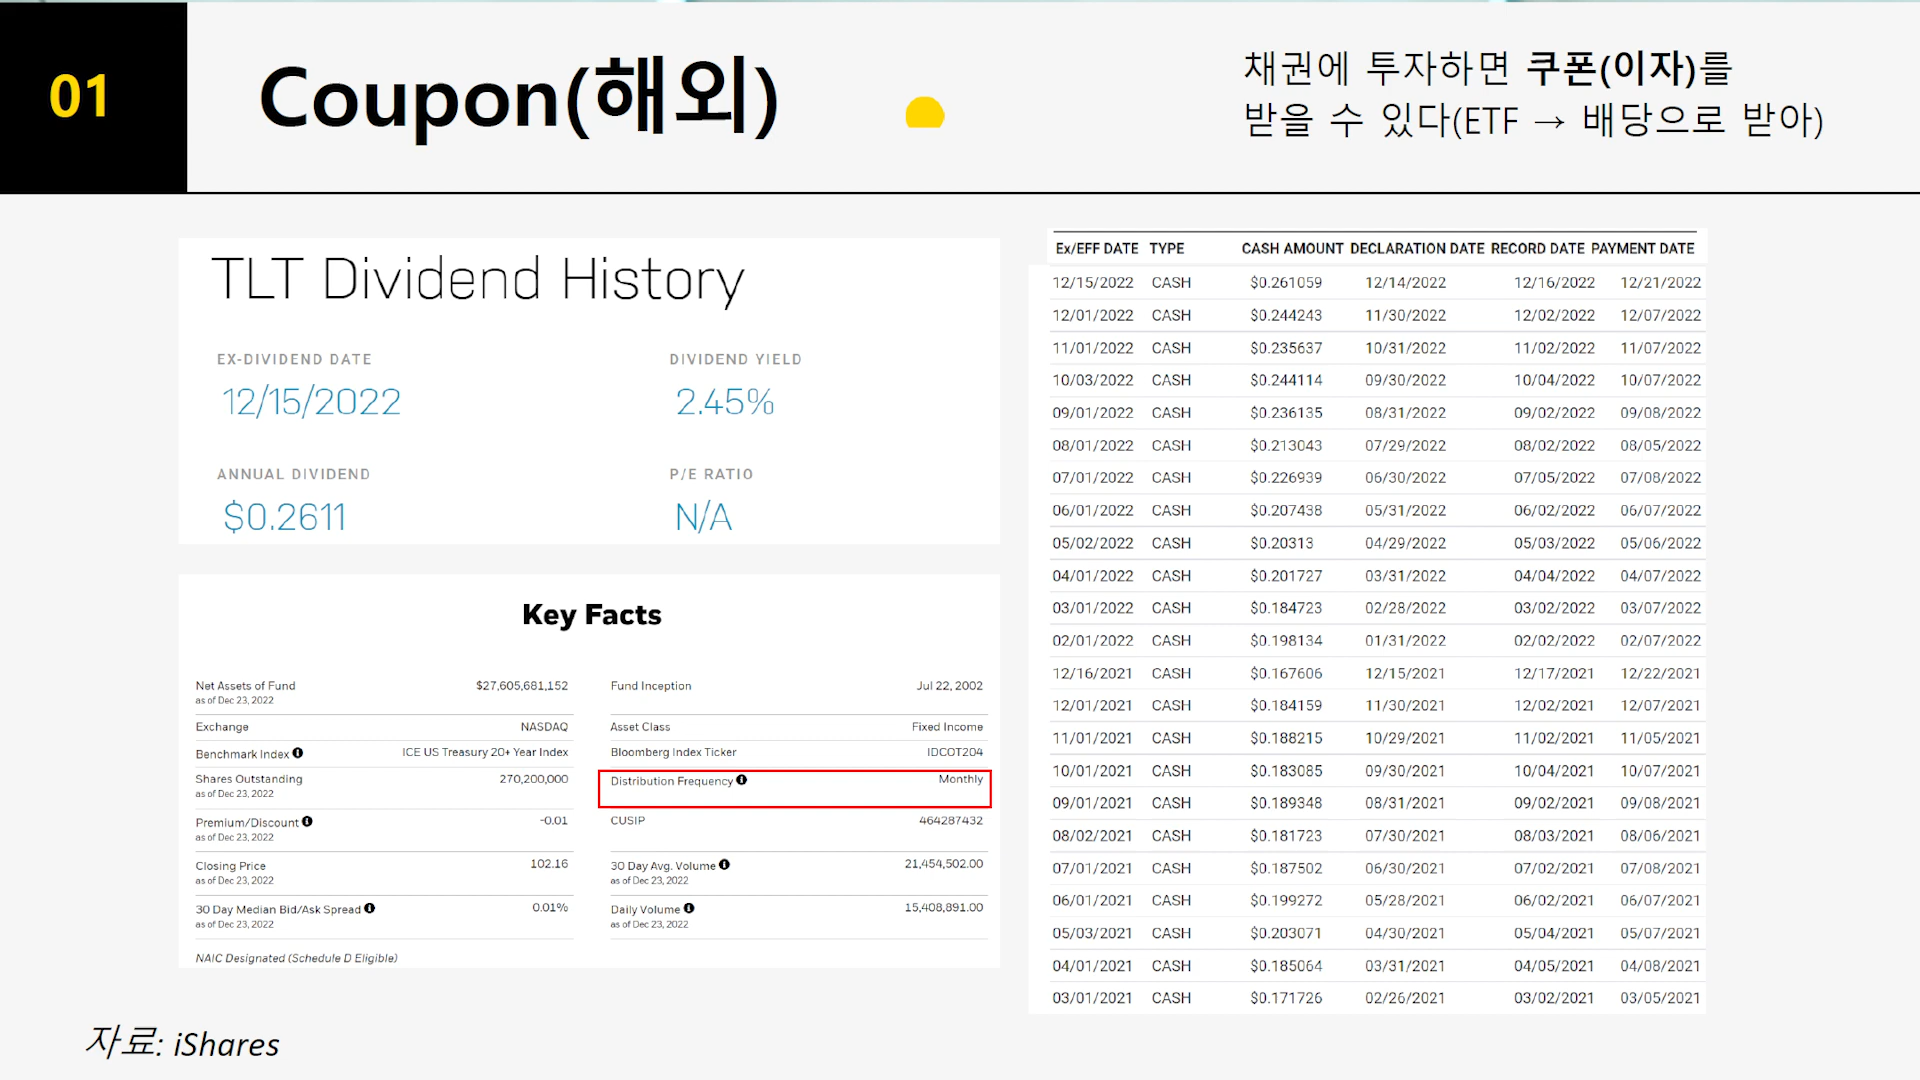 01
Coupon(해외)
채권에 투자하면 쿠폰(이자)를
받을 수 있다(ETF → 배당으로 받아)
TLT Dividend History
EX-DIVIDEND DATE DIVIDEND YIELD
12/15/2022 2.45%
ANNUAL DIVIDEND P/E RATIO
$0.2611 N/A
Key Facts
Net Assets of Fund $27,605,681,152
as of Dec 23, 2022
Exchange NASDAQ
Benchmark Index ICE US Treasury 20+ Year Index
Shares Outstanding 270,200,000
as of Dec 23, 2022
Premium/Discount -0.01
as of Dec 23, 2022
Closing Price 102.16
as of Dec 23, 2022
30 Day Median Bid/Ask Spread 0.01%
as of Dec 23, 2022
NAIC Designated (Schedule D Eligible)
Fund Inception Jul 22, 2002
Asset Class Fixed Income
Bloomberg Index Ticker IDCOT204
Distribution Frequency Monthly
CUSIP 464287432
30 Day Avg. Volume 21,454,502.00
as of Dec 23, 2022
Daily Volume 15,408,891.00
as of Dec 23, 2022
Ex/EFF DATE TYPE CASH AMOUNT DECLARATION DATE RECORD DATE PAYMENT DATE
12/15/2022 CASH $0.261059 12/14/2022 12/16/2022 12/21/2022
12/01/2022 CASH $0.244243 11/30/2022 12/02/2022 12/07/2022
11/01/2022 CASH $0.235637 10/31/2022 11/02/2022 11/07/2022
10/03/2022 CASH $0.244114 09/30/2022 10/04/2022 10/07/2022
09/01/2022 CASH $0.236135 08/31/2022 09/02/2022 09/08/2022
08/01/2022 CASH $0.213043 07/29/2022 08/02/2022 08/05/2022
07/01/2022 CASH $0.226939 06/30/2022 07/05/2022 07/08/2022
06/01/2022 CASH $0.207438 05/31/2022 06/02/2022 06/07/2022
05/02/2022 CASH $0.20313 04/29/2022 05/03/2022 05/06/2022
04/01/2022 CASH $0.201727 03/31/2022 04/04/2022 04/07/2022
03/01/2022 CASH $0.184723 02/28/2022 03/02/2022 03/07/2022
02/01/2022 CASH $0.198134 01/31/2022 02/02/2022 02/07/2022
12/16/2021 CASH $0.167606 12/15/2021 12/17/2021 12/22/2021
12/01/2021 CASH $0.184159 11/30/2021 12/02/2021 12/07/2021
11/01/2021 CASH $0.188215 10/29/2021 11/02/2021 11/05/2021
10/01/2021 CASH $0.183085 09/30/2021 10/04/2021 10/07/2021
09/01/2021 CASH $0.189348 08/31/2021 09/02/2021 09/08/2021
08/02/2021 CASH $0.181723 07/30/2021 08/03/2021 08/06/2021
07/01/2021 CASH $0.187502 06/30/2021 07/02/2021 07/08/2021
06/01/2021 CASH $0.199272 05/28/2021 06/02/2021 06/07/2021
05/03/2021 CASH $0.203071 04/30/2021 05/04/2021 05/07/2021
04/01/2021 CASH $0.185064 03/31/2021 04/05/2021 04/08/2021
03/01/2021 CASH $0.171726 02/26/2021 03/02/2021 03/05/2021
자료: iShares